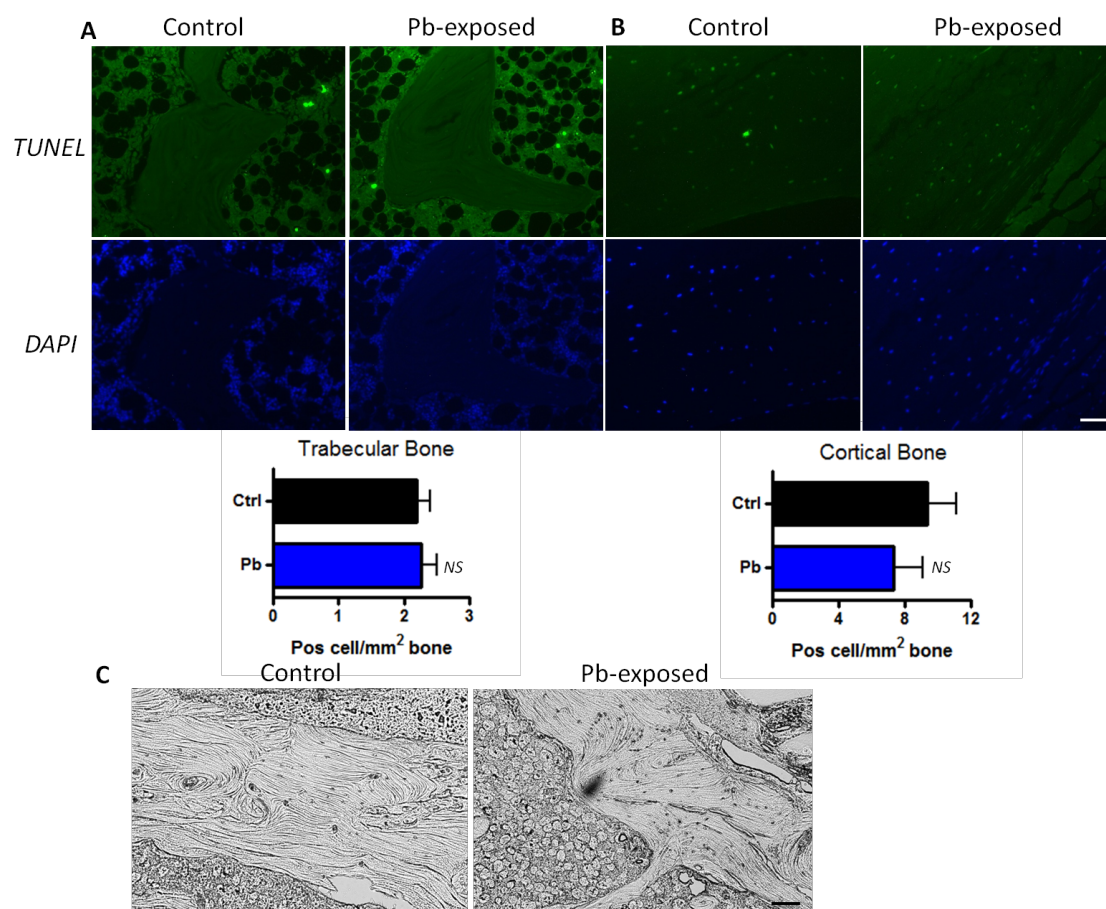 A Control Pb-exposed B Control Pb-exposed
TUNEL
DAPI
Trabecular Bone
Ctrl
Pb NS
0 1 2 3
Pos cell/mm² bone
Cortical Bone
Ctrl
Pb NS
0 4 8 12
Pos cell/mm² bone
C Control Pb-exposed